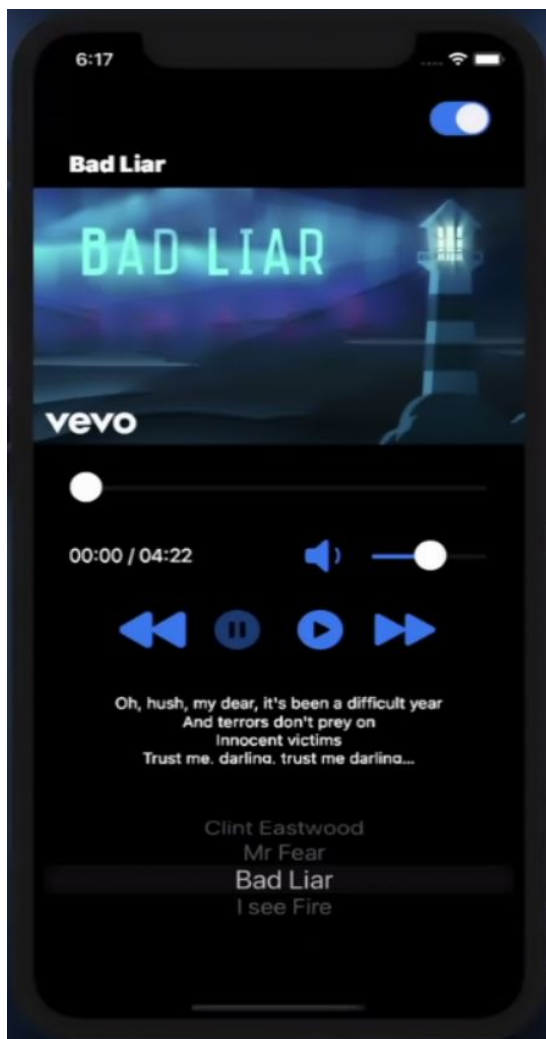 6:17
Bad Liar
BAD LIAR
vevo
00:00 / 04:22
Oh, hush, my dear, it's been a difficult year
And terrors don't prey on
Innocent victims
Trust me, darling, trust me darling...
Clint Eastwood
Mr Fear
Bad Liar
I see Fire